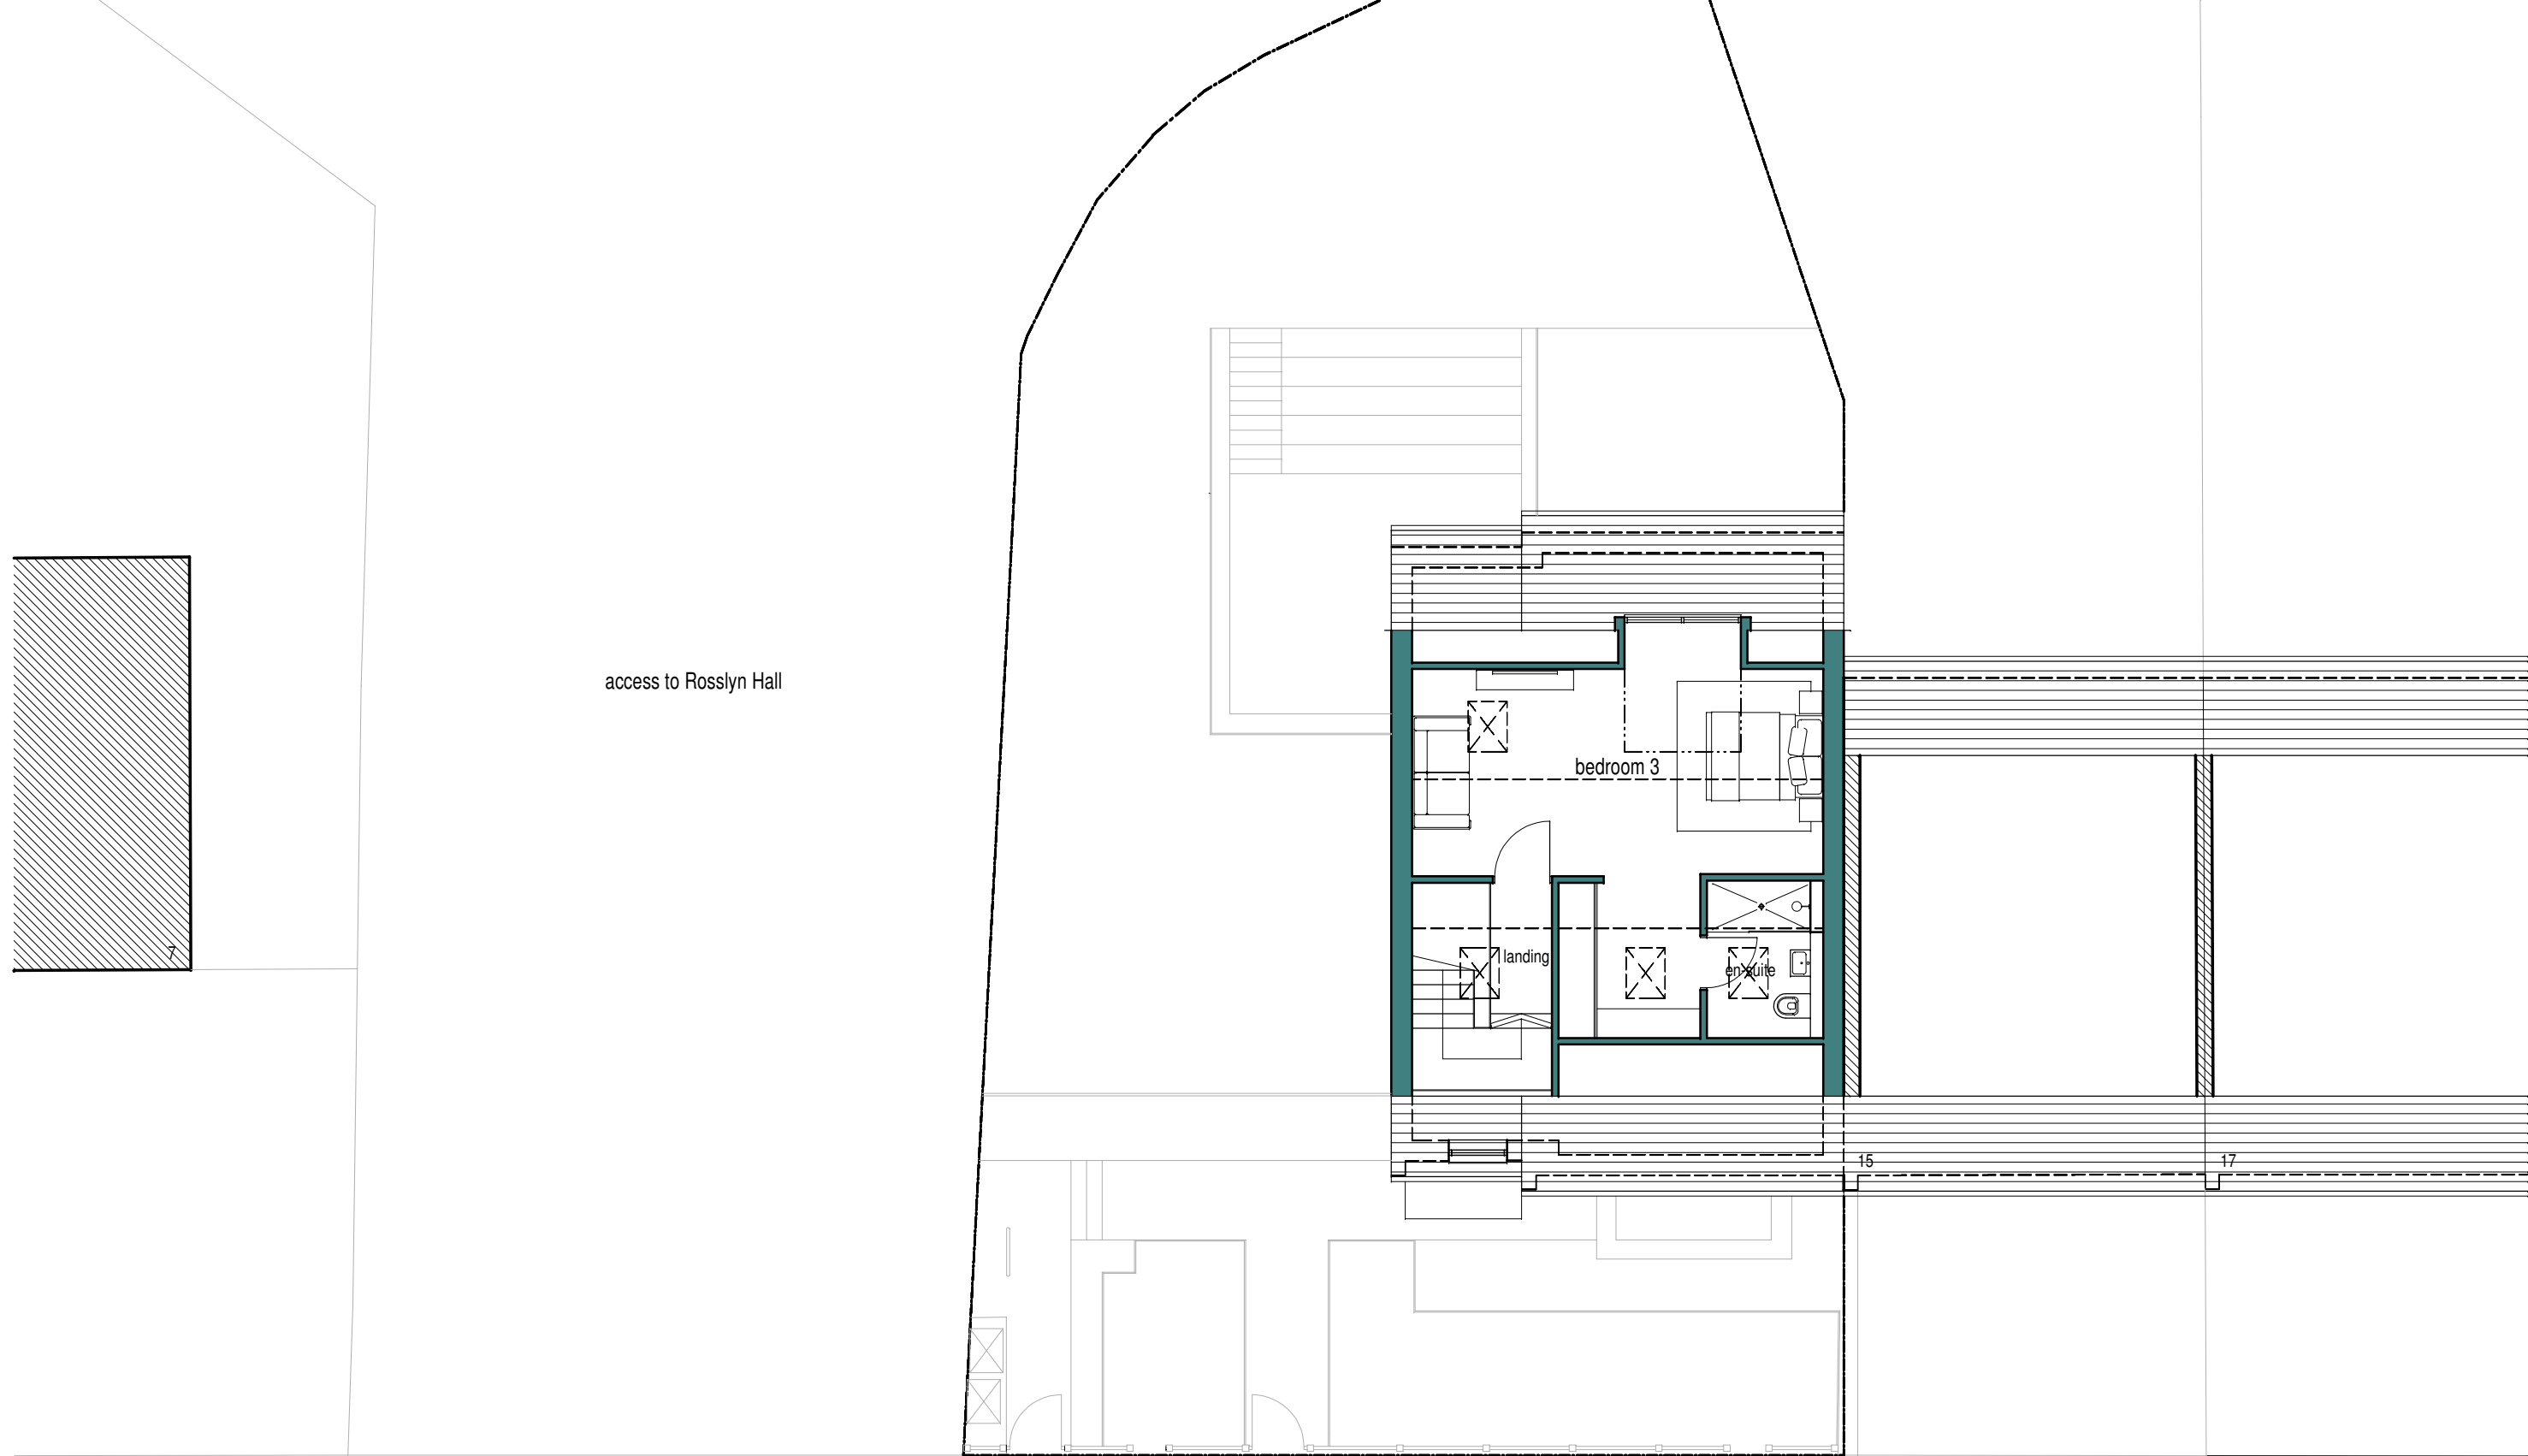 access to Rosslyn Hall
bedroom 3
7
landing
en-suite
15
17